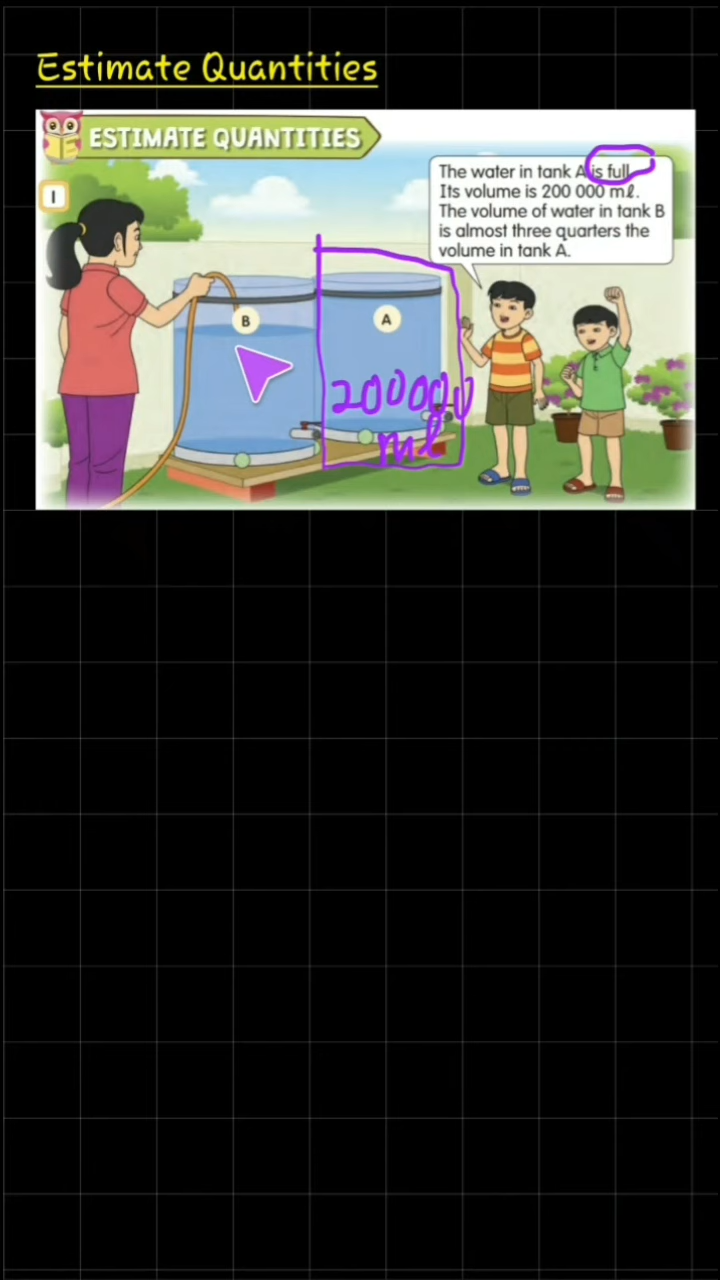 Estimate Quantities
ESTIMATE QUANTITIES
1
The water in tank A is full.
Its volume is 200 000 mℓ.
The volume of water in tank B
is almost three quarters the
volume in tank A.
B
A
200000
ml